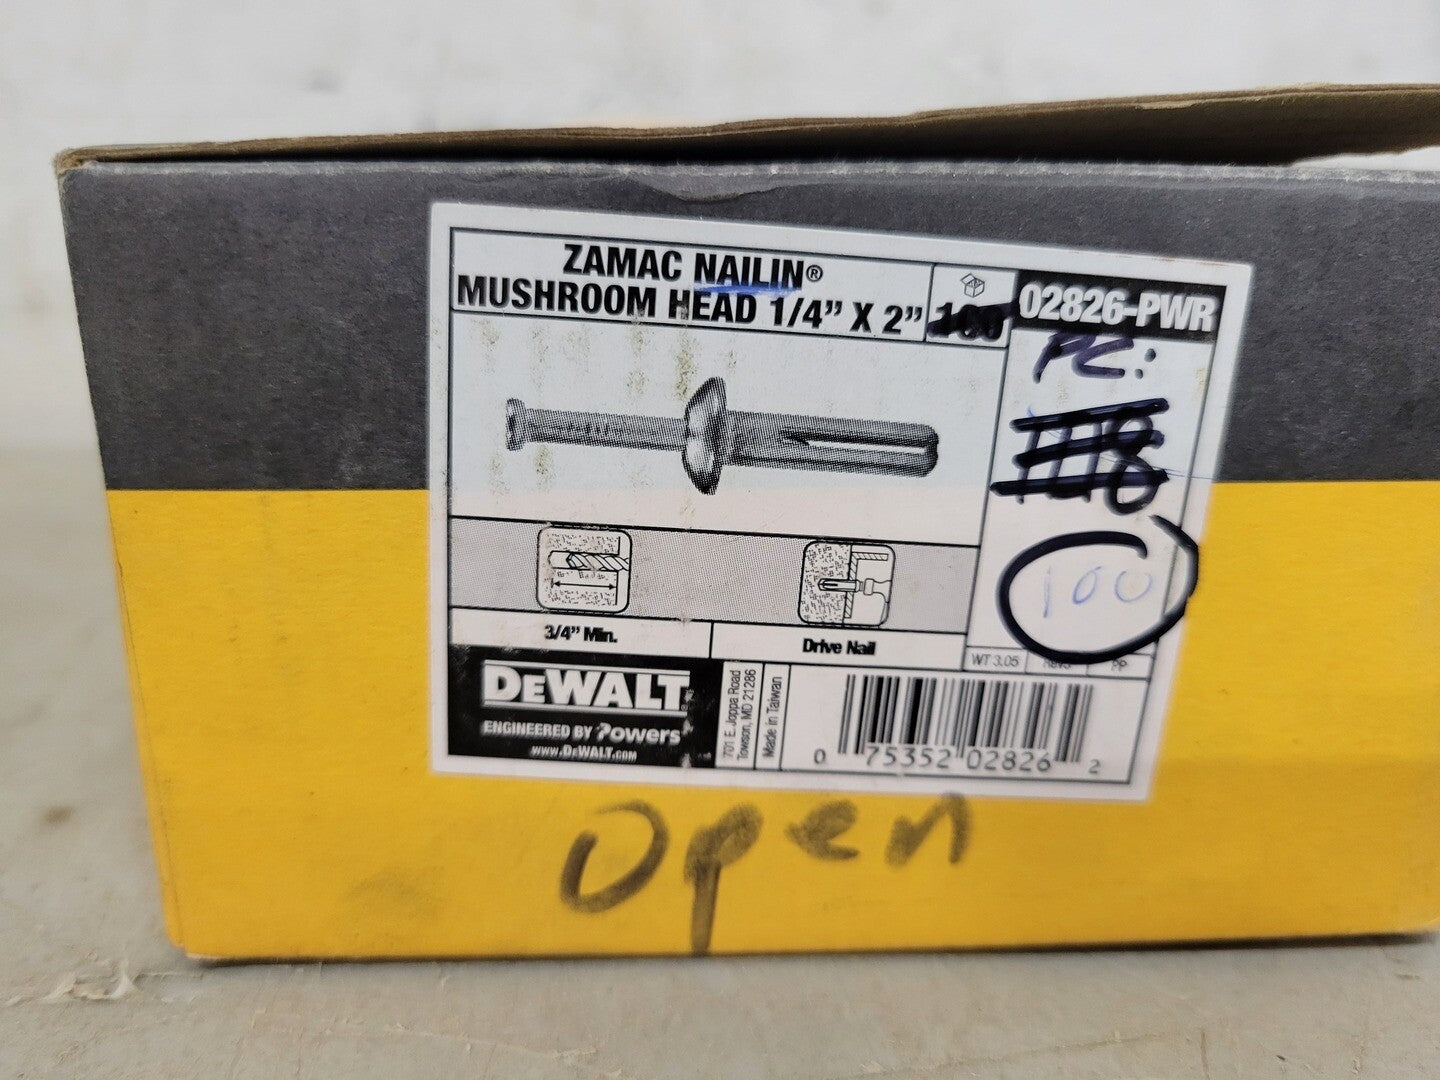 ZAMAC NAILIN®
MUSHROOM HEAD 1/4” X 2”
100
02826-PWR
PC:
100
3/4” Min.
Drive Nail
WT 3.05
PP
DEWALT
ENGINEERED BY Powers
www.DEWALT.com
701 E. Joppa Road
Towson, MD 21286
Made in Taiwan
0 75352 02826 2
open